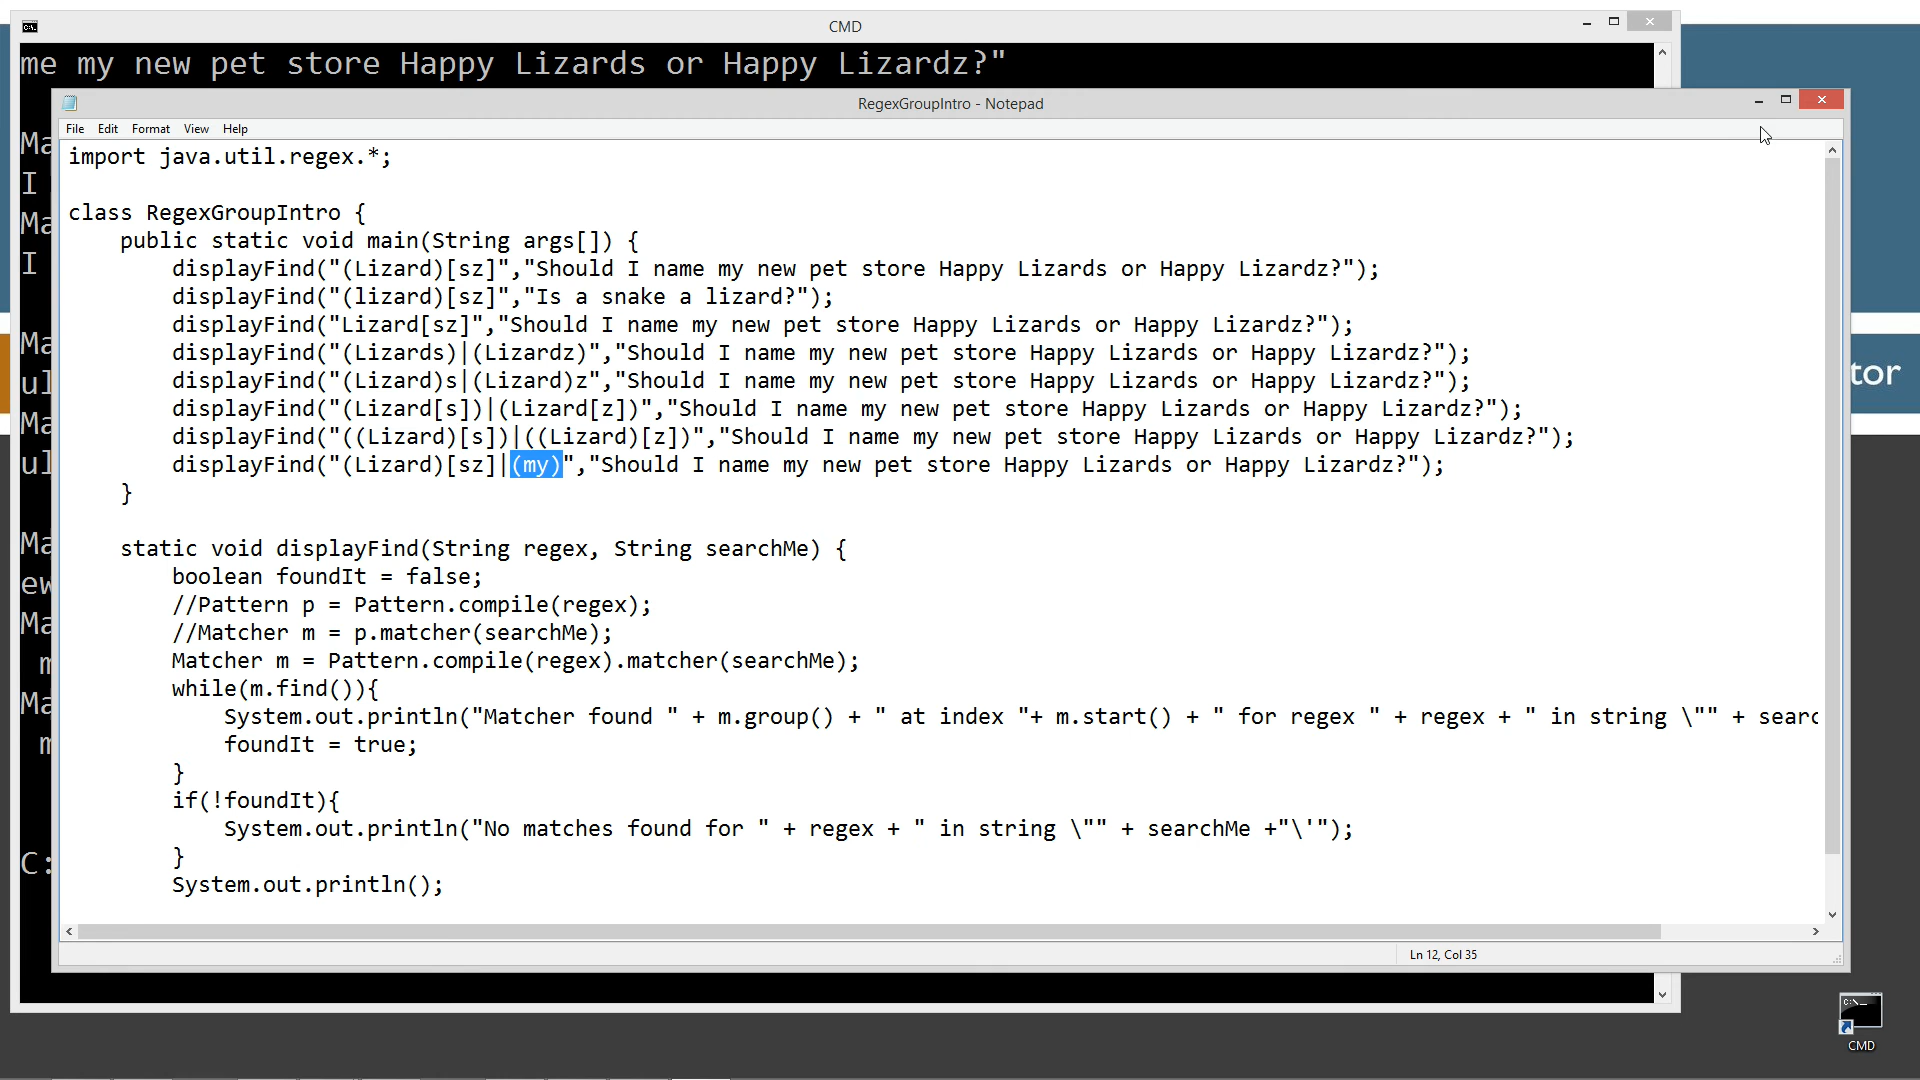 CMD
me my new pet store Happy Lizards or Happy Lizardz?"
RegexGroupIntro - Notepad
File Edit Format View Help
import java.util.regex.*;
class RegexGroupIntro {
public static void main(String args[]) {
displayFind("(Lizard)[sz]","Should I name my new pet store Happy Lizards or Happy Lizardz?");
displayFind("(lizard)[sz]","Is a snake a lizard?");
displayFind("Lizard[sz]","Should I name my new pet store Happy Lizards or Happy Lizardz?");
displayFind("(Lizards)|(Lizardz)","Should I name my new pet store Happy Lizards or Happy Lizardz?");
displayFind("(Lizard)s|(Lizard)z","Should I name my new pet store Happy Lizards or Happy Lizardz?");
displayFind("(Lizard[s])|(Lizard[z])","Should I name my new pet store Happy Lizards or Happy Lizardz?");
displayFind("((Lizard)[s])|((Lizard)[z])","Should I name my new pet store Happy Lizards or Happy Lizardz?");
displayFind("(Lizard)[sz]|(my)","Should I name my new pet store Happy Lizards or Happy Lizardz?");
}
static void displayFind(String regex, String searchMe) {
boolean foundIt = false;
//Pattern p = Pattern.compile(regex);
//Matcher m = p.matcher(searchMe);
Matcher m = Pattern.compile(regex).matcher(searchMe);
while(m.find()){
System.out.println("Matcher found " + m.group() + " at index "+ m.start() + " for regex " + regex + " in string \"" + searc
foundIt = true;
}
if(!foundIt){
System.out.println("No matches found for " + regex + " in string \"" + searchMe +"\'");
}
System.out.println();
Ln 12, Col 35
Ma
I
Ma
I
Ma
ul
Ma
ul
Ma
ew
Ma
m
Ma
m
C:
tor
CMD